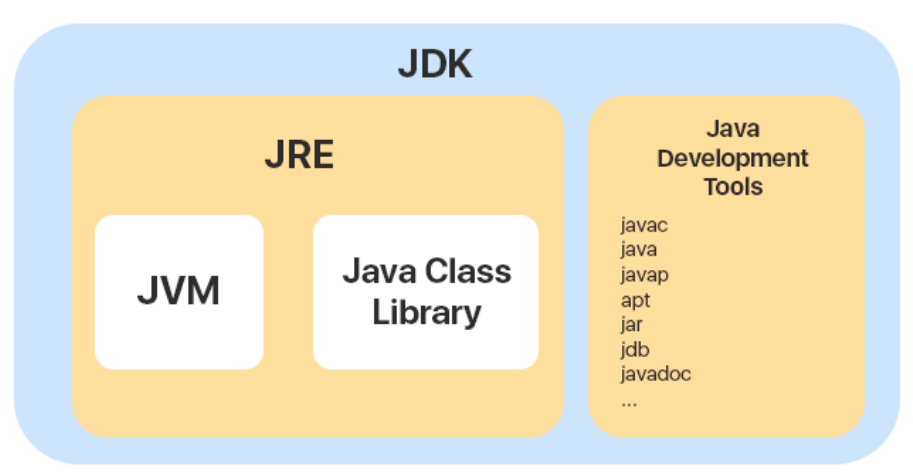 JDK
JRE
JVM
Java Class
Library
Java
Development
Tools
javac
java
javap
apt
jar
jdb
javadoc
...